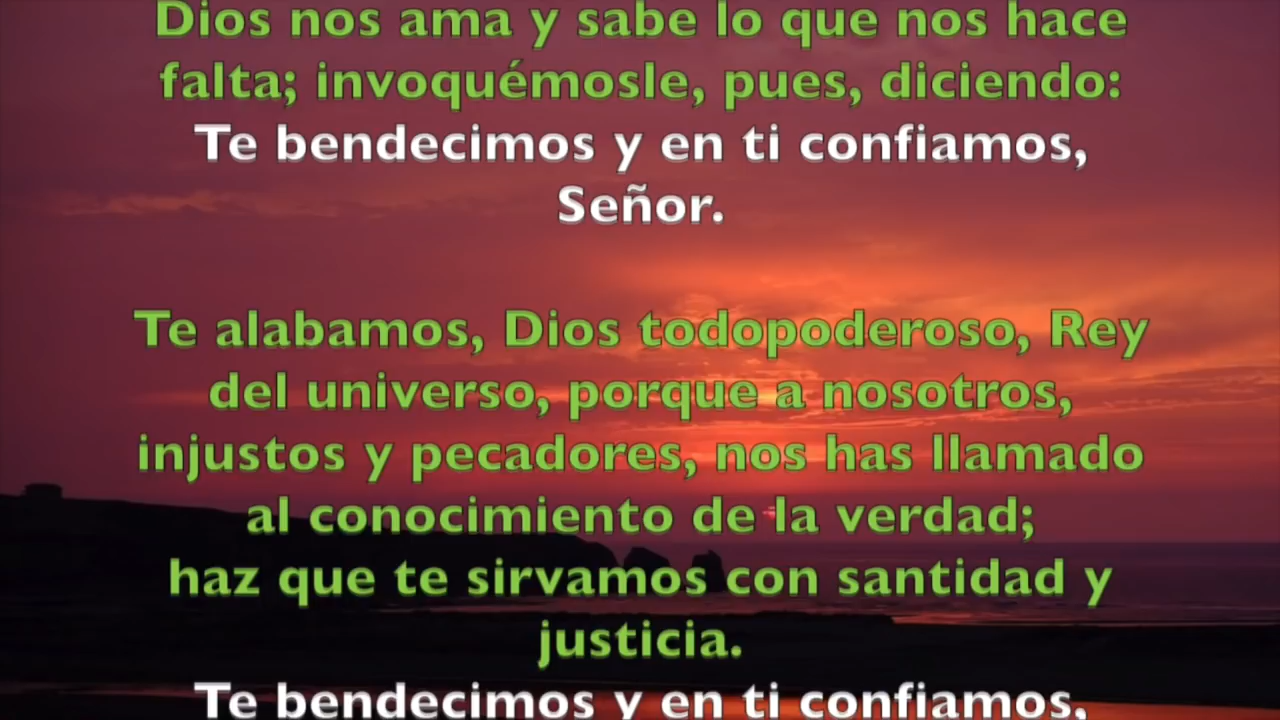 Dios nos ama y sabe lo que nos hace
falta; invoquémosle, pues, diciendo:
Te bendecimos y en ti confiamos,
Señor.
Te alabamos, Dios todopoderoso, Rey
del universo, porque a nosotros,
injustos y pecadores, nos has llamado
al conocimiento de la verdad;
haz que te sirvamos con santidad y
justicia.
Te bendecimos y en ti confiamos,